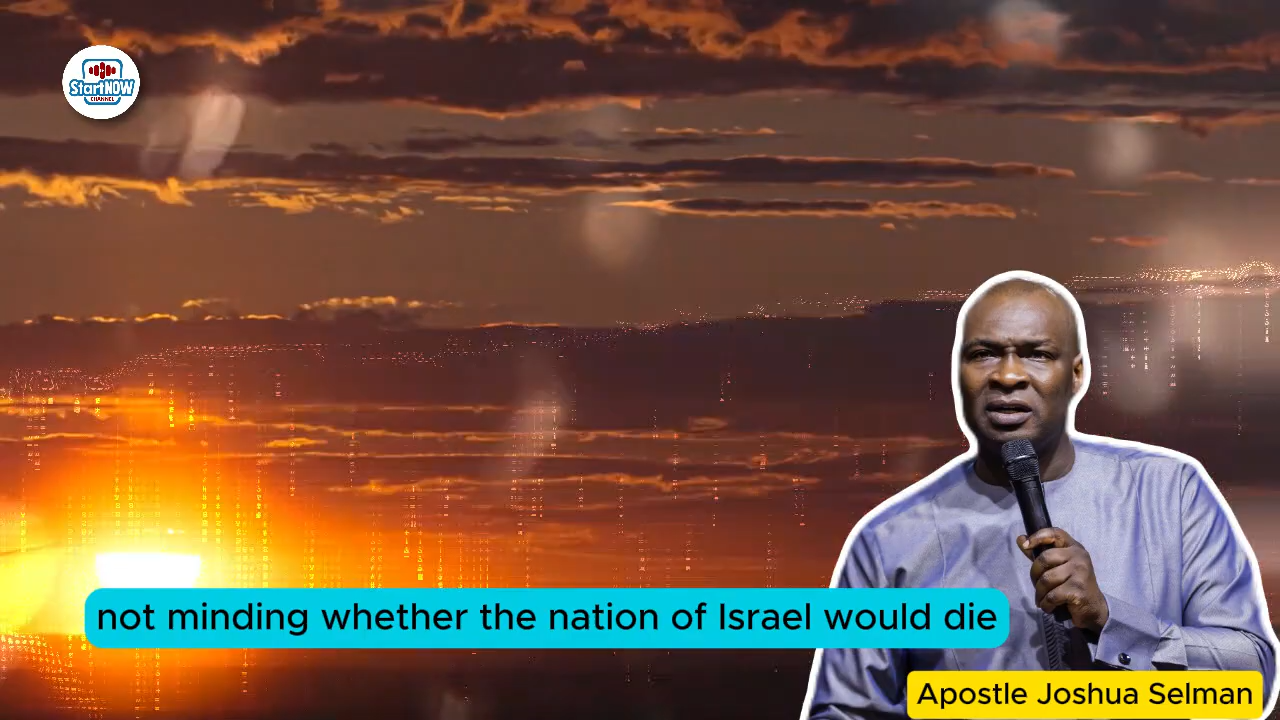 StartNOW
CHANNEL
not minding whether the nation of Israel would die
Apostle Joshua Selman